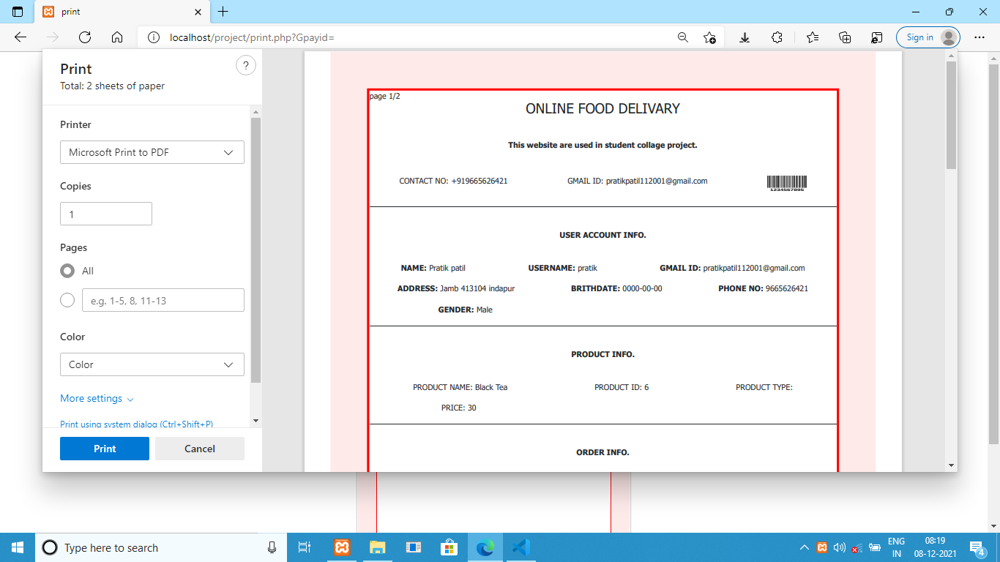 print
localhost/project/print.php?Gpayid=
Sign in
Print
Total: 2 sheets of paper
?
Printer
Microsoft Print to PDF
Copies
1
Pages
All
e.g. 1-5, 8, 11-13
Color
Color
More settings
Print using system dialog (Ctrl+Shift+P)
Print
Cancel
page 1/2
ONLINE FOOD DELIVARY
This website are used in student collage project.
CONTACT NO: +919665626421 GMAIL ID: pratikpatil112001@gmail.com
1234567895
USER ACCOUNT INFO.
NAME: Pratik patil USERNAME: pratik GMAIL ID: pratikpatil112001@gmail.com
ADDRESS: Jamb 413104 indapur BRITHDATE: 0000-00-00 PHONE NO: 9665626421
GENDER: Male
PRODUCT INFO.
PRODUCT NAME: Black Tea PRODUCT ID: 6 PRODUCT TYPE:
PRICE: 30
ORDER INFO.
Type here to search
ENG
IN
08:19
08-12-2021
4